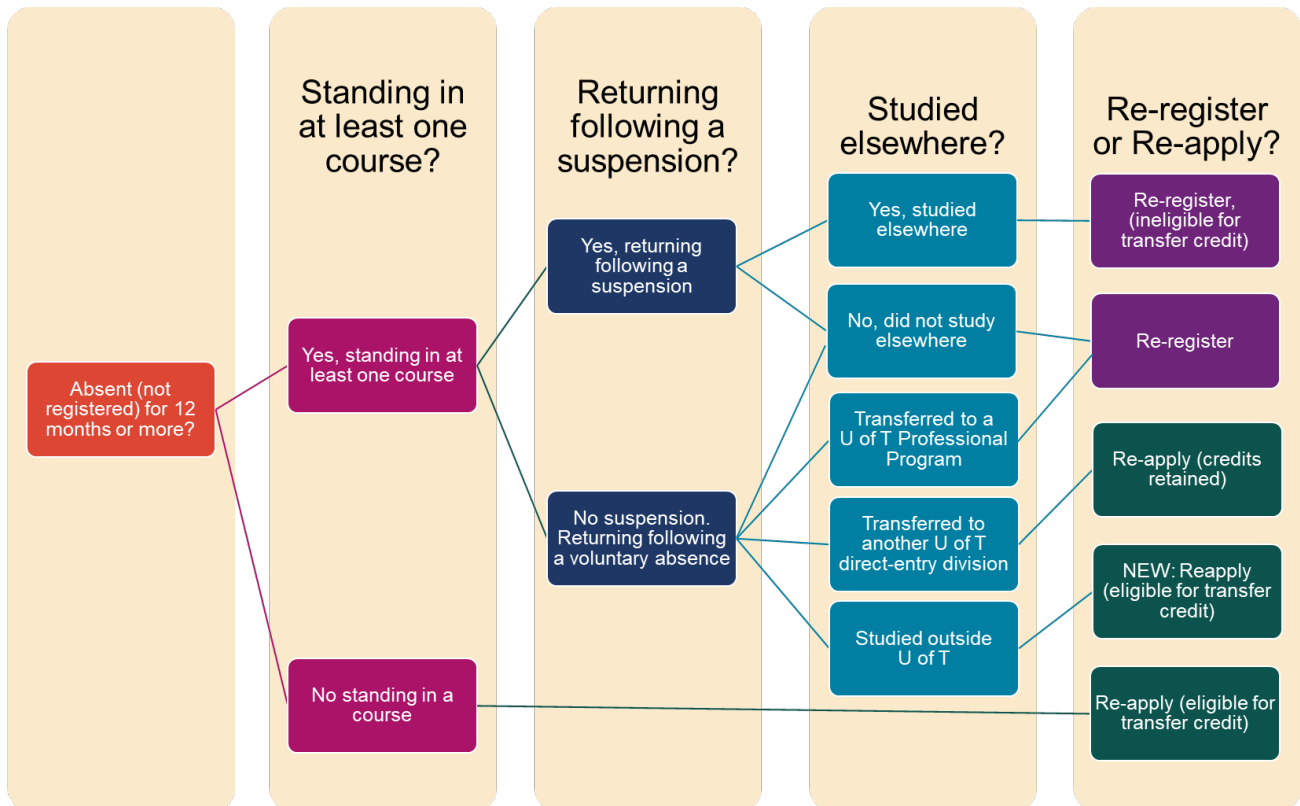 Standing in
at least one
course?
Returning
following a
suspension?
Studied
elsewhere?
Re-register
or Re-apply?
Absent (not
registered) for 12
months or more?
Yes, standing in at
least one course
No standing in a
course
Yes, returning
following a
suspension
No suspension.
Returning following
a voluntary absence
Yes, studied
elsewhere
No, did not study
elsewhere
Transferred to a
U of T Professional
Program
Transferred to
another U of T
direct-entry division
Studied outside
U of T
Re-register,
(ineligible for
transfer credit)
Re-register
Re-apply (credits
retained)
NEW: Reapply
(eligible for transfer
credit)
Re-apply (eligible for
transfer credit)